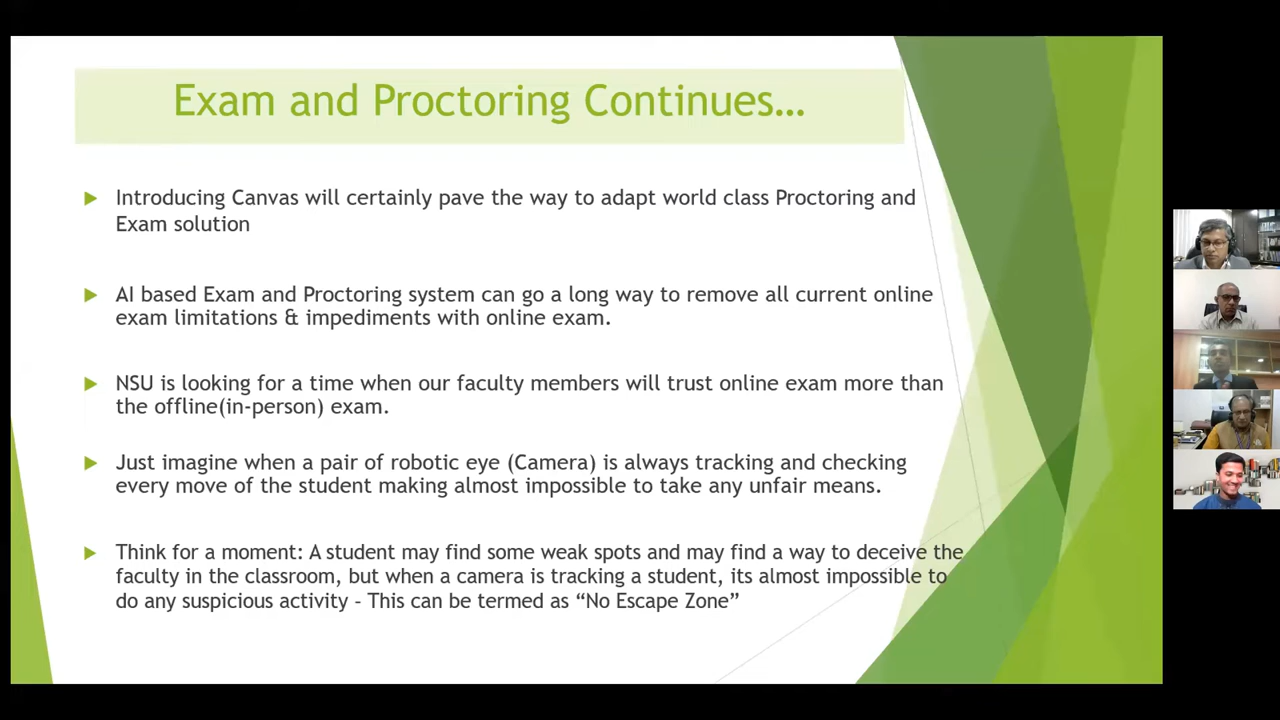 Exam and Proctoring Continues…
Introducing Canvas will certainly pave the way to adapt world class Proctoring and
Exam solution
AI based Exam and Proctoring system can go a long way to remove all current online
exam limitations & impediments with online exam.
NSU is looking for a time when our faculty members will trust online exam more than
the offline(in-person) exam.
Just imagine when a pair of robotic eye (Camera) is always tracking and checking
every move of the student making almost impossible to take any unfair means.
Think for a moment: A student may find some weak spots and may find a way to deceive the
faculty in the classroom, but when a camera is tracking a student, its almost impossible to
do any suspicious activity – This can be termed as “No Escape Zone”